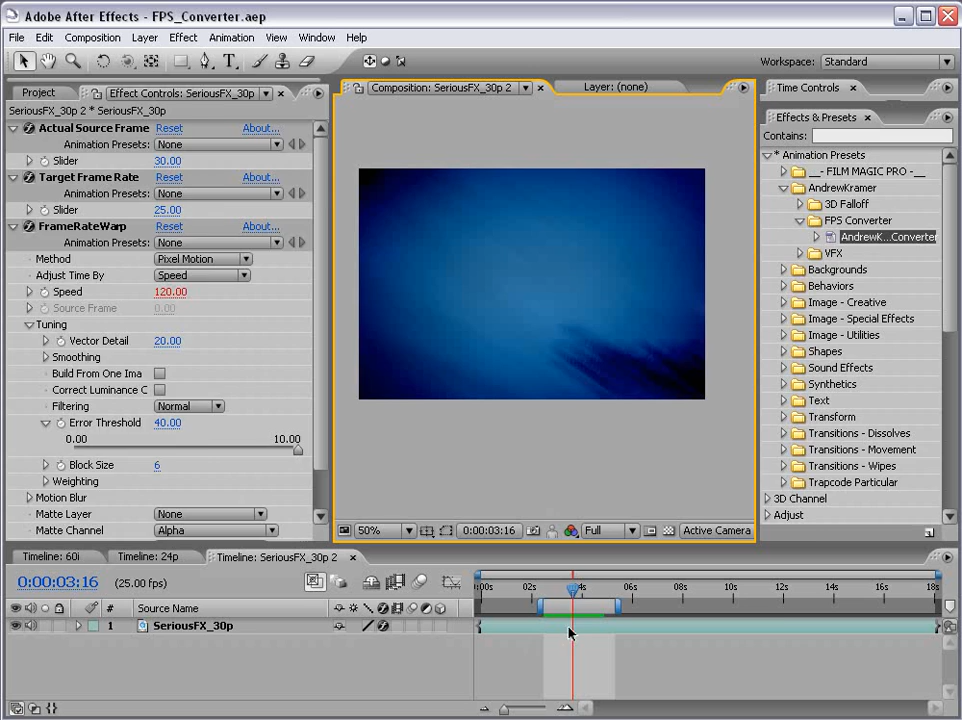 Adobe After Effects - FPS_Converter.aep
File Edit Composition Layer Effect Animation View Window Help
Workspace: Standard
Project
Effect Controls: SeriousFX_30p
SeriousFX_30p 2 * SeriousFX_30p
Actual Source Frame Reset About...
Animation Presets: None
Slider 30.00
Target Frame Rate Reset About...
Animation Presets: None
Slider 25.00
FrameRateWarp Reset About...
Animation Presets: None
Method Pixel Motion
Adjust Time By Speed
Speed 120.00
Source Frame 0.00
Tuning
Vector Detail 20.00
Smoothing
Build From One Ima
Correct Luminance C
Filtering Normal
Error Threshold 40.00
0.00 10.00
Block Size 6
Weighting
Motion Blur
Matte Layer None
Matte Channel Alpha
Composition: SeriousFX_30p 2
Layer: (none)
50% 0:00:03:16 Full Active Camera
Time Controls
Effects & Presets
Contains:
* Animation Presets
__- FILM MAGIC PRO -__
AndrewKramer
3D Falloff
FPS Converter
AndrewK...Converter
VFX
Backgrounds
Behaviors
Image - Creative
Image - Special Effects
Image - Utilities
Shapes
Sound Effects
Synthetics
Text
Transform
Transitions - Dissolves
Transitions - Movement
Transitions - Wipes
Trapcode Particular
3D Channel
Adjust
Timeline: 60i
Timeline: 24p
Timeline: SeriousFX_30p 2
0:00:03:16 (25.00 fps)
:00s 02s 4s 06s 08s 10s 12s 14s 16s 18s
# Source Name
1 SeriousFX_30p